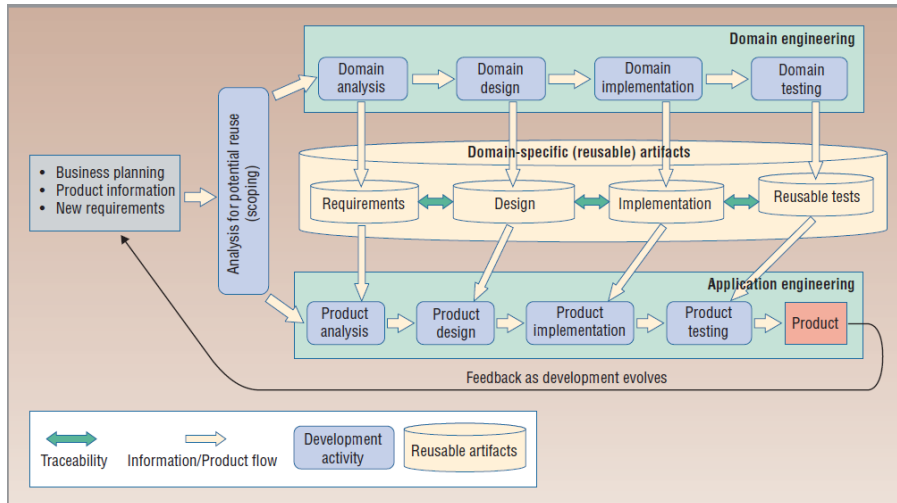 Domain engineering
Domain
analysis
Domain
design
Domain
implementation
Domain
testing
Analysis for potential reuse
(scoping)
• Business planning
• Product information
• New requirements
Domain-specific (reusable) artifacts
Requirements
Design
Implementation
Reusable tests
Application engineering
Product
analysis
Product
design
Product
implementation
Product
testing
Product
Feedback as development evolves
Traceability
Information/Product flow
Development
activity
Reusable artifacts